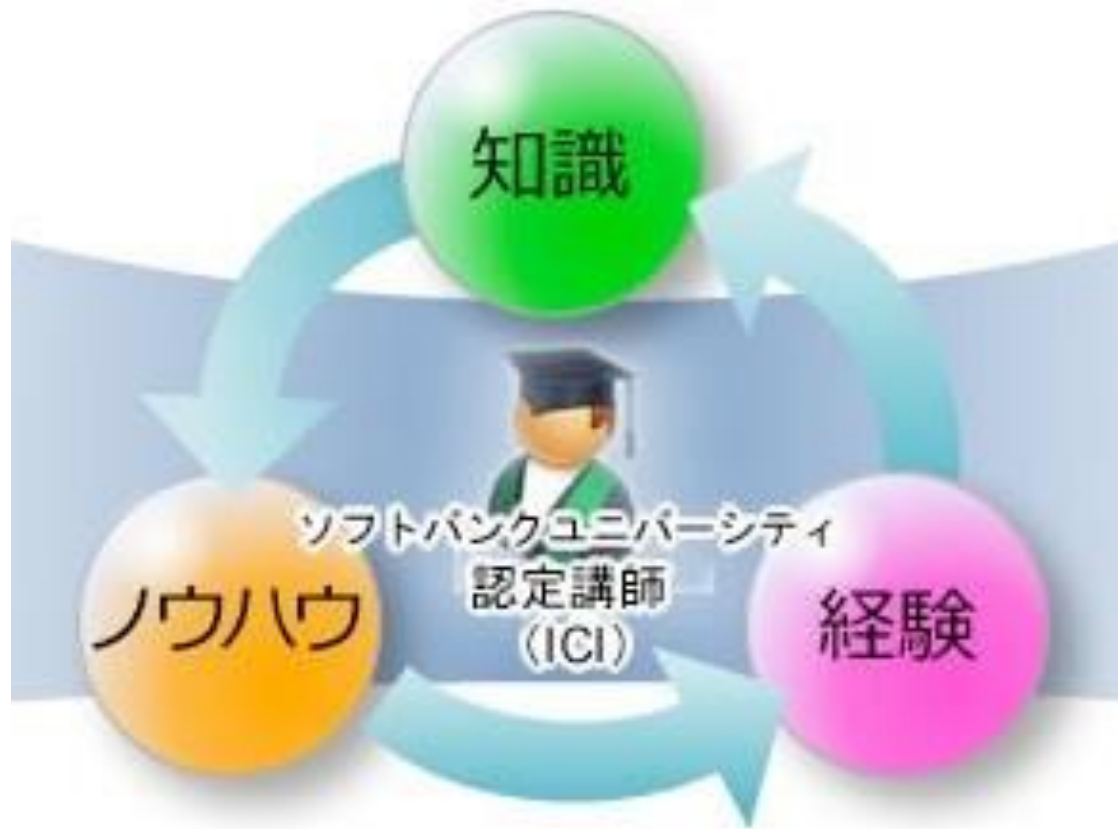 知識
ソフトバンクユニバーシティ
認定講師
（ICI）
ノウハウ
経験